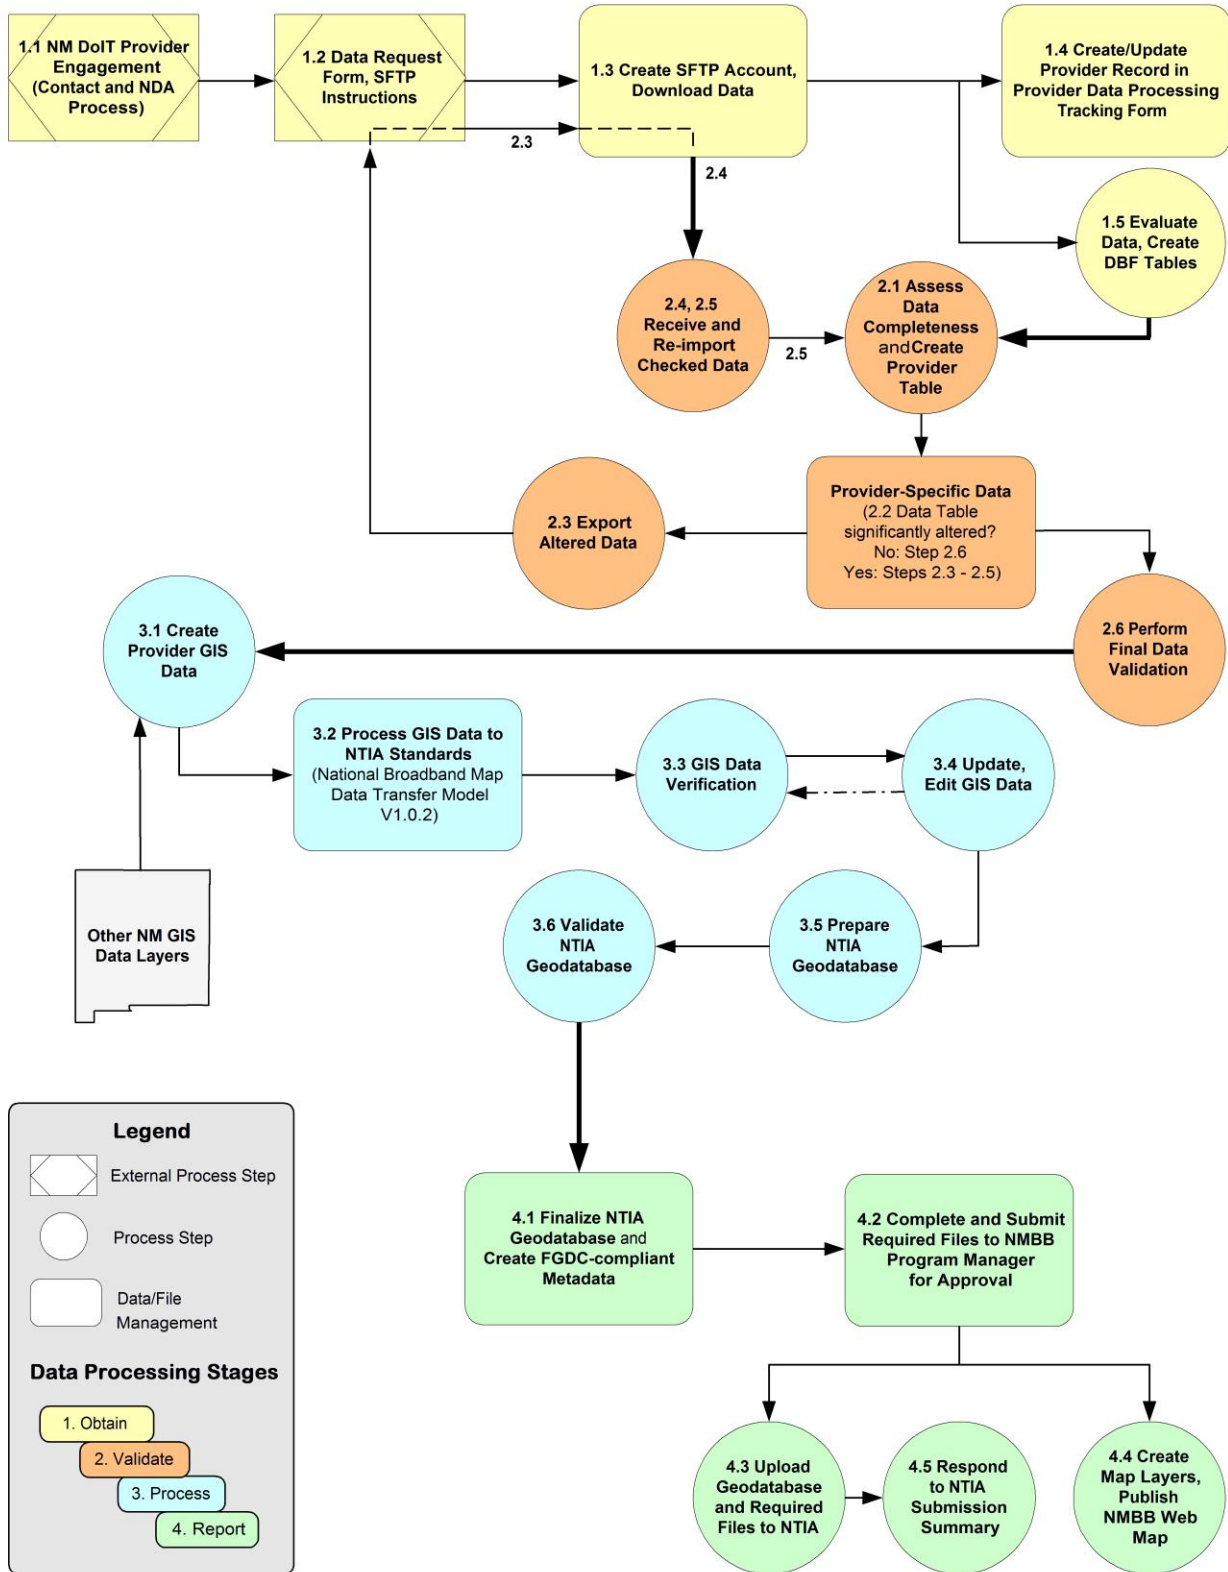 1.1 NM DoIT Provider
Engagement
(Contact and NDA
Process)
1.2 Data Request
Form, SFTP
Instructions
1.3 Create SFTP Account,
Download Data
1.4 Create/Update
Provider Record in
Provider Data Processing
Tracking Form
2.3
2.4
1.5 Evaluate
Data, Create
DBF Tables
2.4, 2.5
Receive and
Re-import
Checked Data
2.5
2.1 Assess
Data
Completeness
and Create
Provider
Table
2.3 Export
Altered Data
Provider-Specific Data
(2.2 Data Table
significantly altered?
No: Step 2.6
Yes: Steps 2.3 - 2.5)
2.6 Perform
Final Data
Validation
3.1 Create
Provider GIS
Data
3.2 Process GIS Data to
NTIA Standards
(National Broadband Map
Data Transfer Model
V1.0.2)
3.3 GIS Data
Verification
3.4 Update,
Edit GIS Data
Other NM GIS
Data Layers
3.6 Validate
NTIA
Geodatabase
3.5 Prepare
NTIA
Geodatabase
4.1 Finalize NTIA
Geodatabase and
Create FGDC-compliant
Metadata
4.2 Complete and Submit
Required Files to NMBB
Program Manager
for Approval
4.3 Upload
Geodatabase
and Required
Files to NTIA
4.5 Respond
to NTIA
Submission
Summary
4.4 Create
Map Layers,
Publish
NMBB Web
Map
Legend
External Process Step
Process Step
Data/File
Management
Data Processing Stages
1. Obtain
2. Validate
3. Process
4. Report